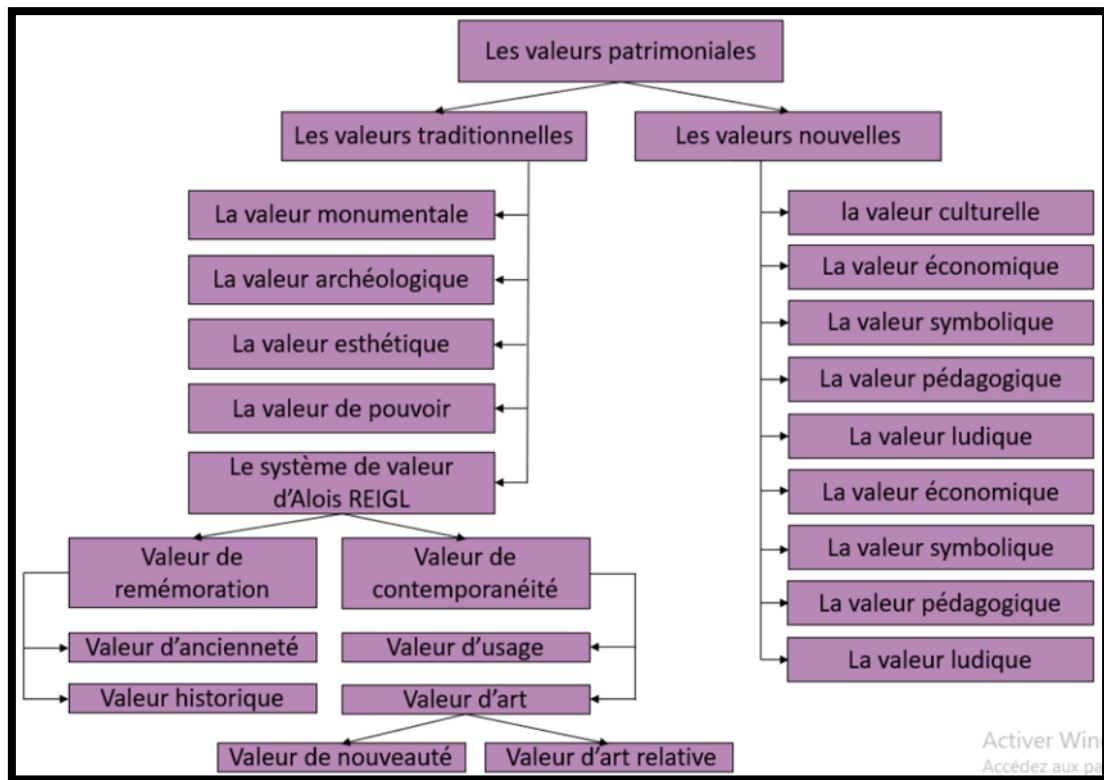 Les valeurs patrimoniales
Les valeurs traditionnelles
Les valeurs nouvelles
La valeur monumentale
La valeur archéologique
La valeur esthétique
La valeur de pouvoir
Le système de valeur
d'Alois REIGL
Valeur de
remémoration
Valeur de
contemporanéité
Valeur d'ancienneté
Valeur historique
Valeur d'usage
Valeur d'art
Valeur de nouveauté
Valeur d'art relative
la valeur culturelle
La valeur économique
La valeur symbolique
La valeur pédagogique
La valeur ludique
La valeur économique
La valeur symbolique
La valeur pédagogique
La valeur ludique
Activer Win
Accédez aux pa